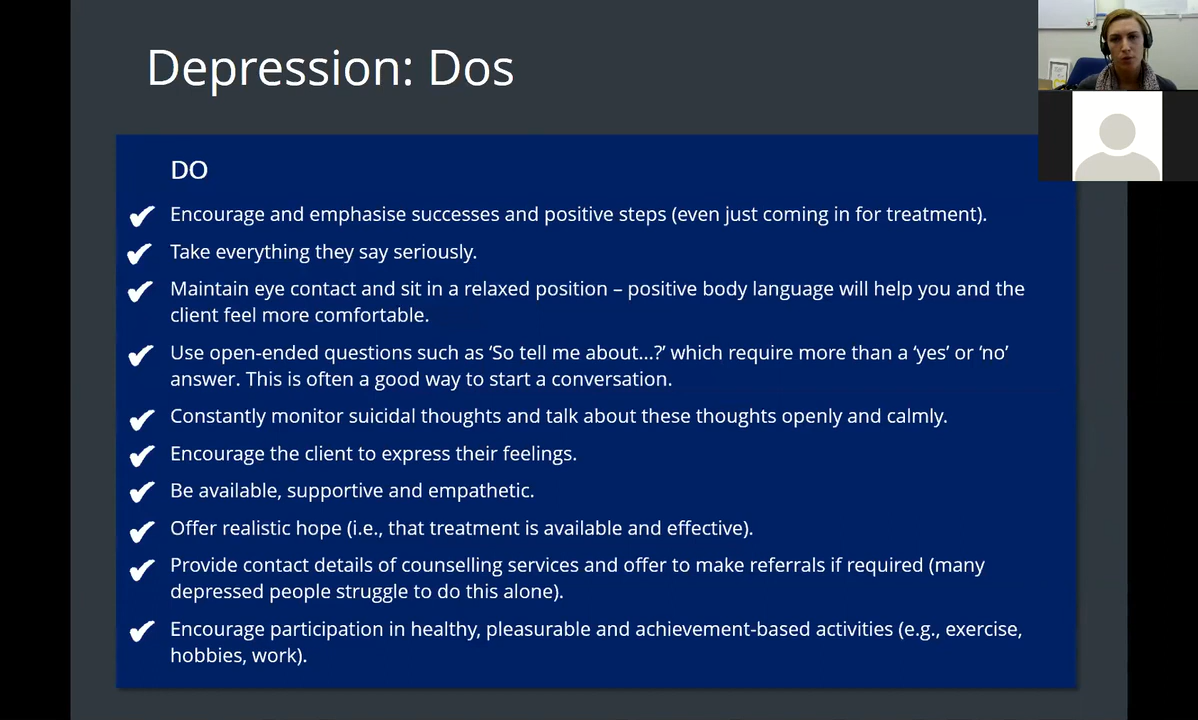 Depression: Dos
DO
✔ Encourage and emphasise successes and positive steps (even just coming in for treatment).
✔ Take everything they say seriously.
✔ Maintain eye contact and sit in a relaxed position – positive body language will help you and the
client feel more comfortable.
✔ Use open-ended questions such as ‘So tell me about...?’ which require more than a ‘yes’ or ‘no’
answer. This is often a good way to start a conversation.
✔ Constantly monitor suicidal thoughts and talk about these thoughts openly and calmly.
✔ Encourage the client to express their feelings.
✔ Be available, supportive and empathetic.
✔ Offer realistic hope (i.e., that treatment is available and effective).
✔ Provide contact details of counselling services and offer to make referrals if required (many
depressed people struggle to do this alone).
✔ Encourage participation in healthy, pleasurable and achievement-based activities (e.g., exercise,
hobbies, work).